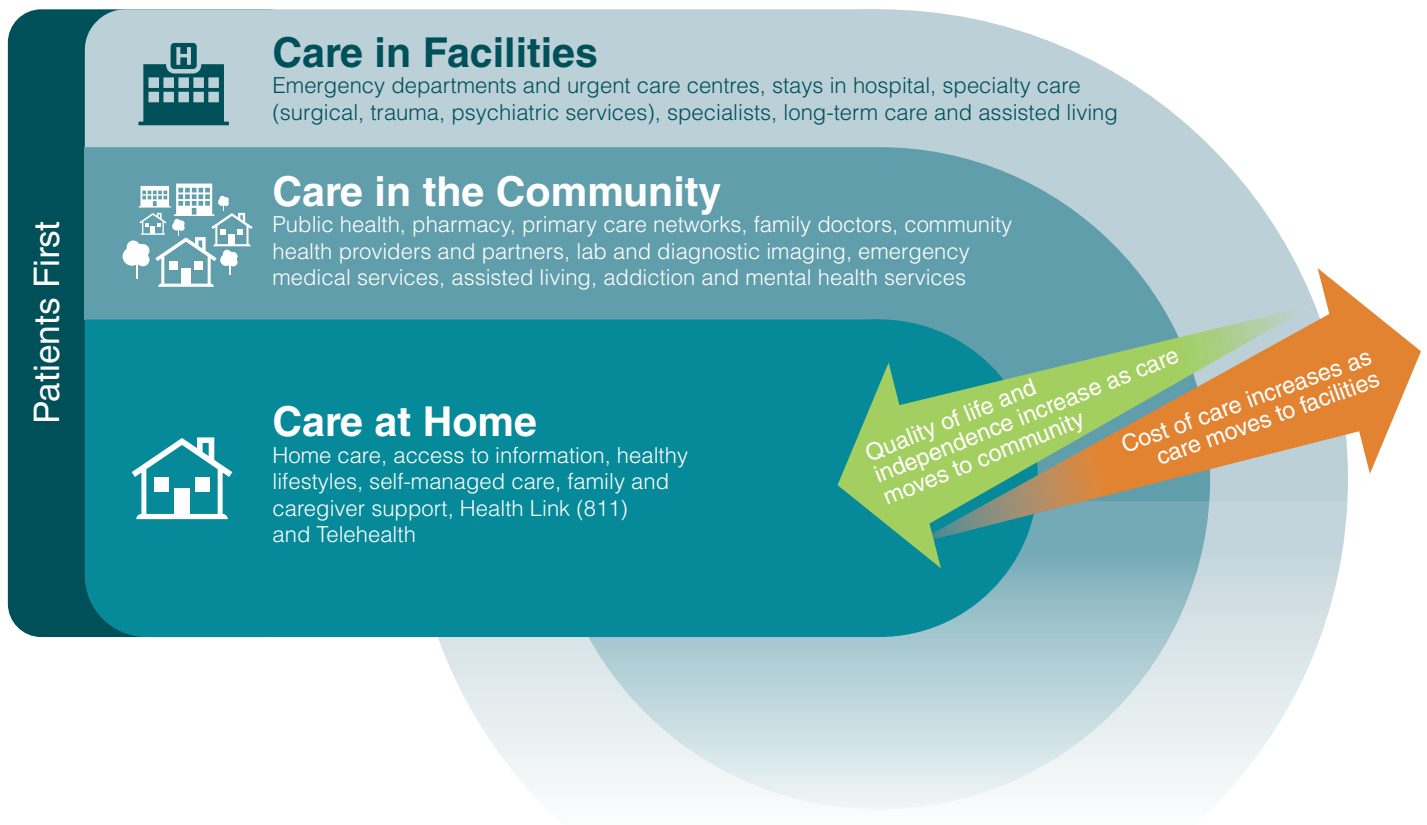 Patients First
H
Care in Facilities
Emergency departments and urgent care centres, stays in hospital, specialty care
(surgical, trauma, psychiatric services), specialists, long-term care and assisted living
Care in the Community
Public health, pharmacy, primary care networks, family doctors, community
health providers and partners, lab and diagnostic imaging, emergency
medical services, assisted living, addiction and mental health services
Care at Home
Home care, access to information, healthy
lifestyles, self-managed care, family and
caregiver support, Health Link (811)
and Telehealth
Quality of life and
independence increase as care
moves to community
Cost of care increases as
care moves to facilities